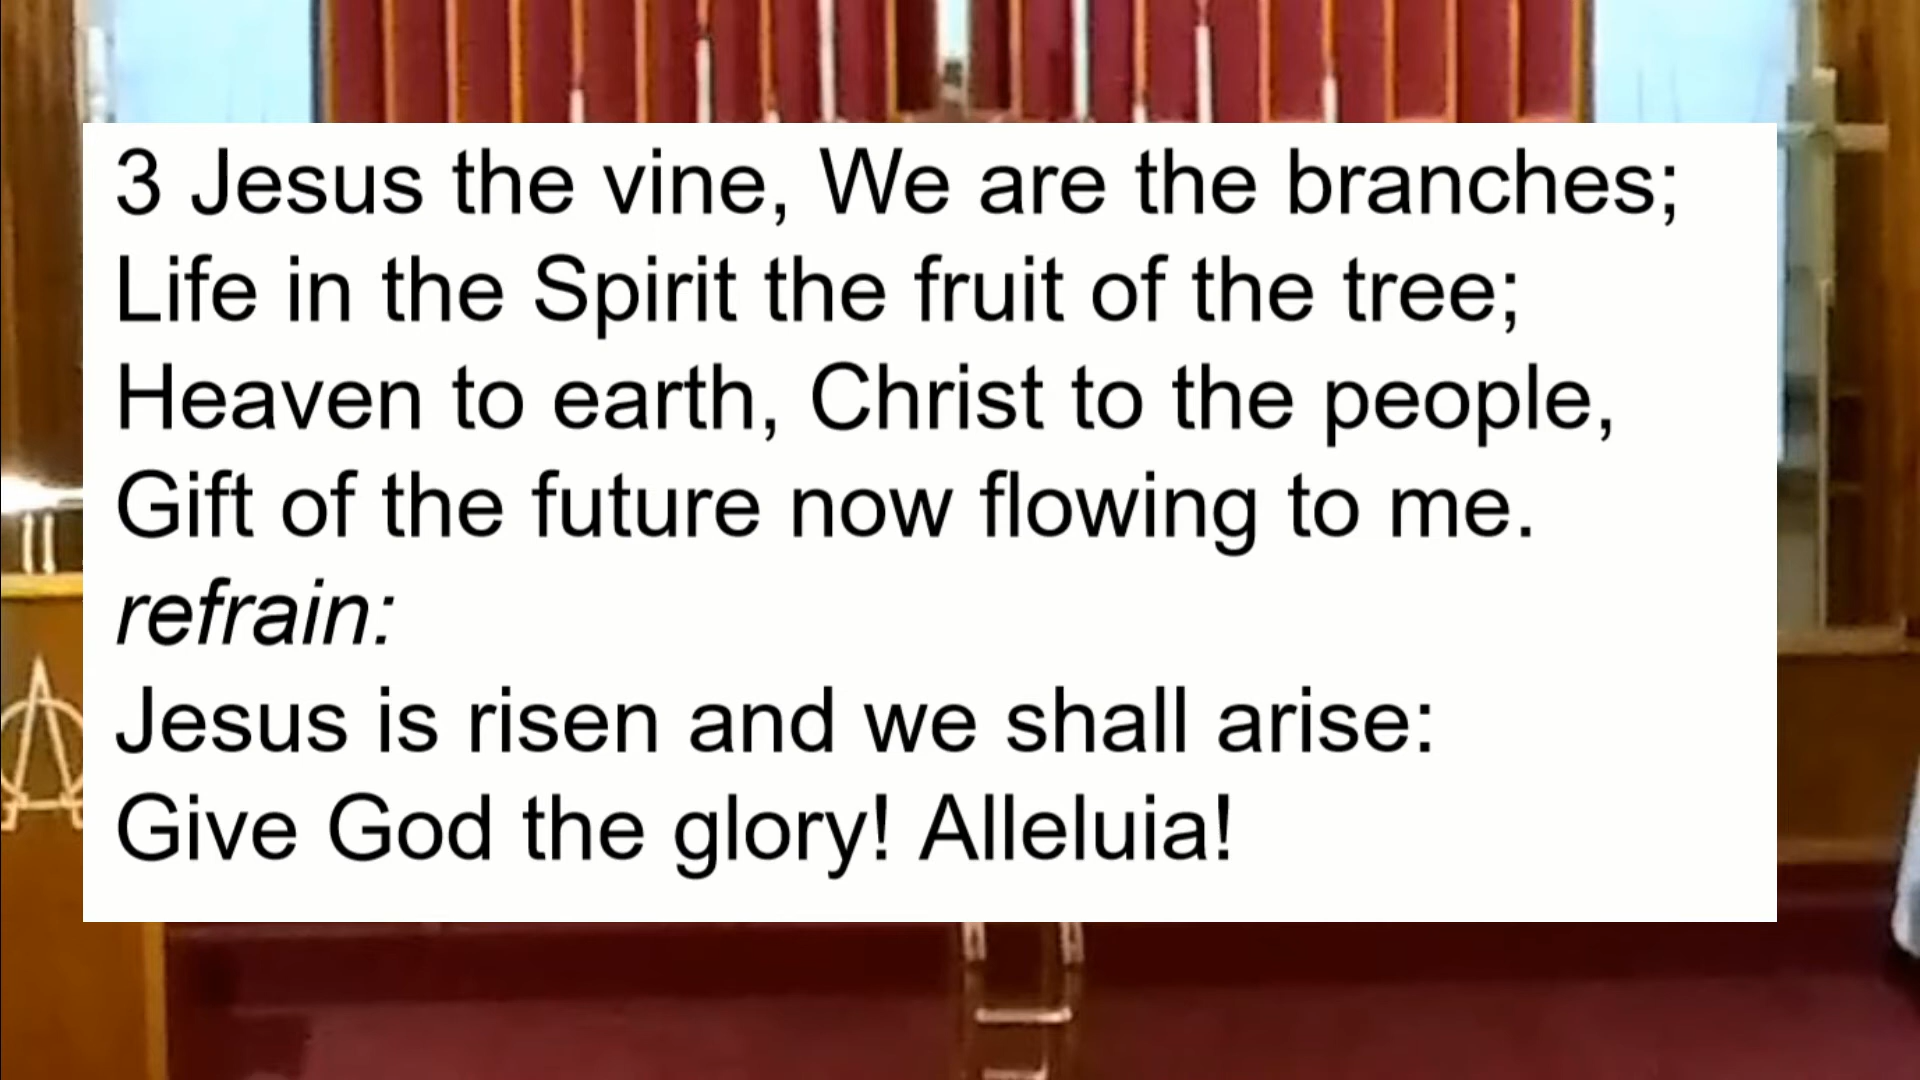 3 Jesus the vine, We are the branches;
Life in the Spirit the fruit of the tree;
Heaven to earth, Christ to the people,
Gift of the future now flowing to me.
refrain:
Jesus is risen and we shall arise:
Give God the glory! Alleluia!